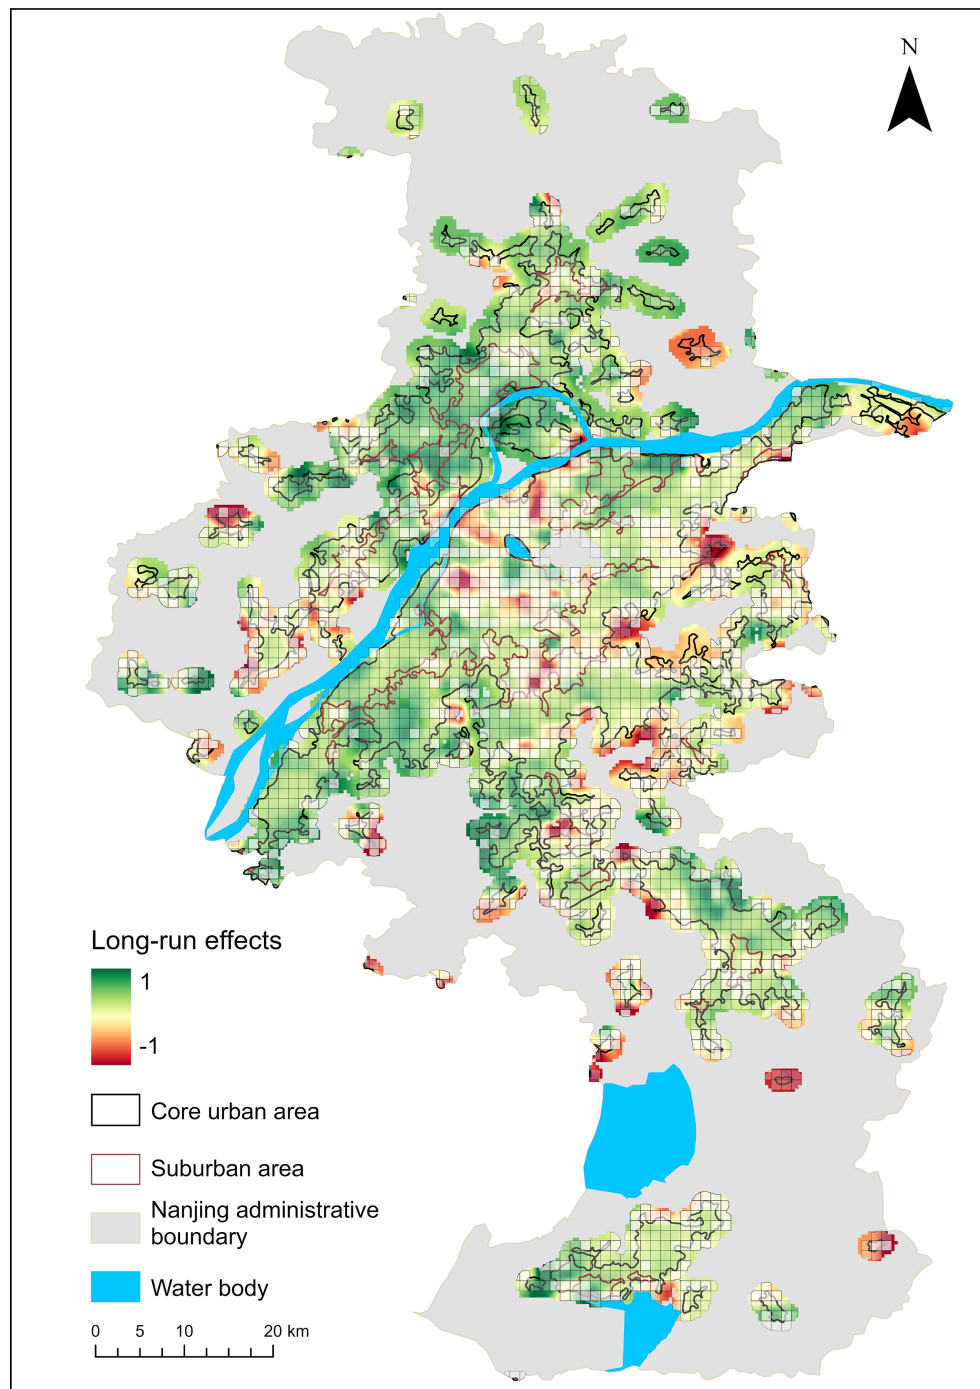 N
Long-run effects
1
-1
Core urban area
Suburban area
Nanjing administrative
boundary
Water body
0 5 10 20 km